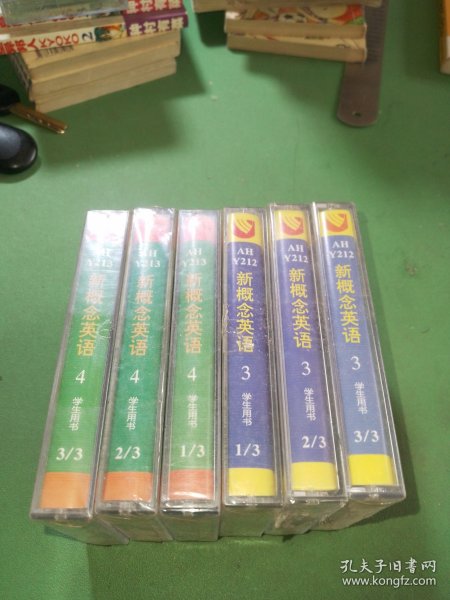 KYOKO 2
AH
Y213
新概念英语
4
学生用书
3/3
AH
Y213
新概念英语
4
学生用书
2/3
AH
Y213
新概念英语
4
学生用书
1/3
AH
Y212
新概念英语
3
学生用书
1/3
AH
Y212
新概念英语
3
学生用书
2/3
AH
Y212
新概念英语
3
学生用书
3/3
孔夫子旧书网
www.kongfz.com